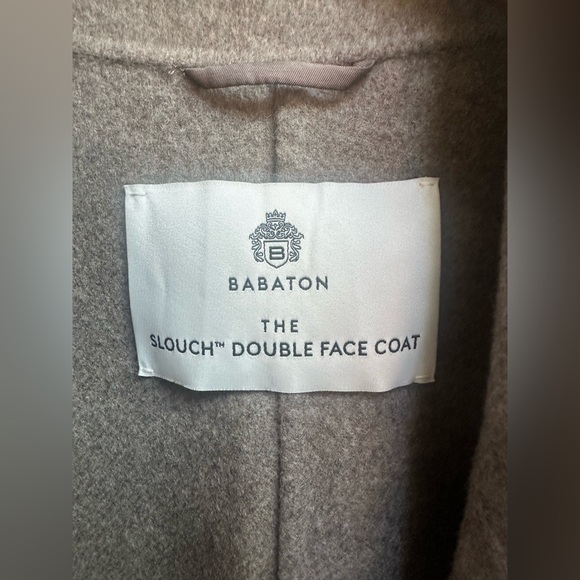 B
BABATON
THE
SLOUCH™ DOUBLE FACE COAT